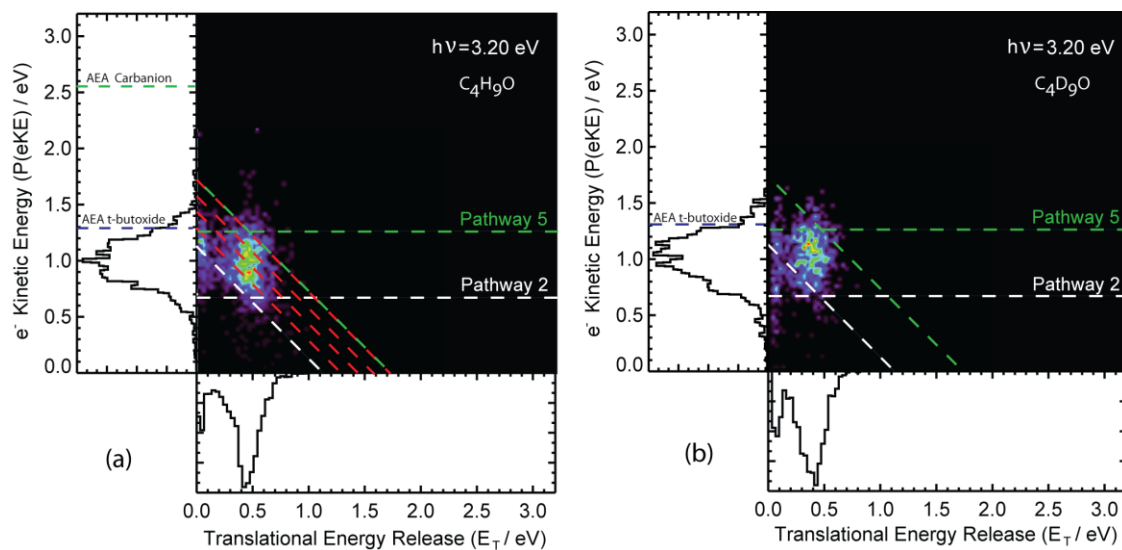 3.0
2.5
2.0
1.5
1.0
0.5
0.0
e⁻ Kinetic Energy (P(eKE) / eV)
AEA Carbanion
AEA t-butoxide
hν=3.20 eV
C₄H₉O
Pathway 5
Pathway 2
(a)
0.0 0.5 1.0 1.5 2.0 2.5 3.0
Translational Energy Release (E_T / eV)
3.0
2.5
2.0
1.5
1.0
0.5
0.0
e⁻ Kinetic Energy (P(eKE) / eV)
AEA t-butoxide
hν=3.20 eV
C₄D₉O
Pathway 5
Pathway 2
(b)
0.0 0.5 1.0 1.5 2.0 2.5 3.0
Translational Energy Release (E_T / eV)